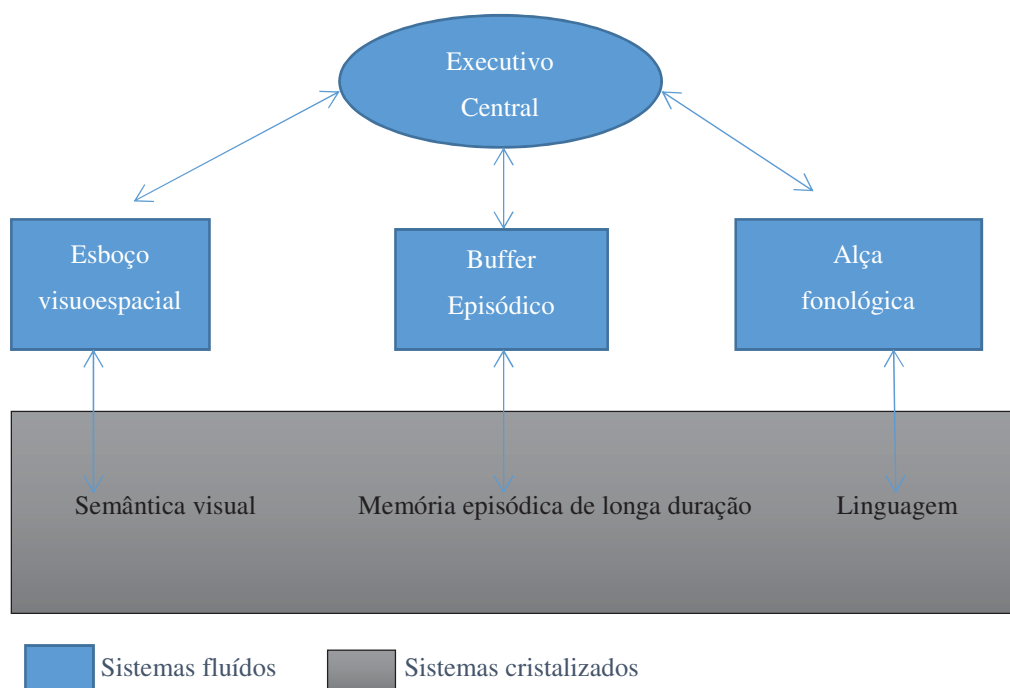 Executivo
Central
Esboço
visuoespacial
Buffer
Episódico
Alça
fonológica
Semântica visual
Memória episódica de longa duração
Linguagem
Sistemas fluídos
Sistemas cristalizados